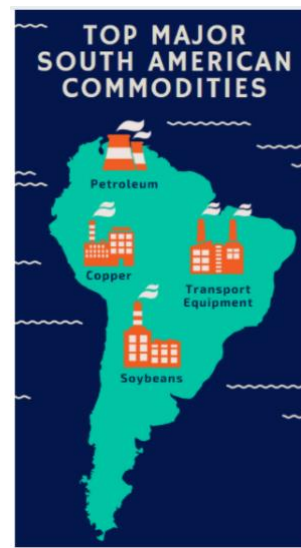 TOP MAJOR
SOUTH AMERICAN
COMMODITIES
Petroleum
Copper
Transport
Equipment
Soybeans